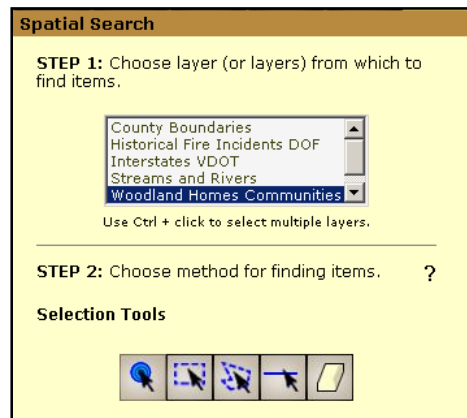 Spatial Search
STEP 1: Choose layer (or layers) from which to
find items.
County Boundaries
Historical Fire Incidents DOF
Interstates VDOT
Streams and Rivers
Woodland Homes Communities
Use Ctrl + click to select multiple layers.
STEP 2: Choose method for finding items. ?
Selection Tools